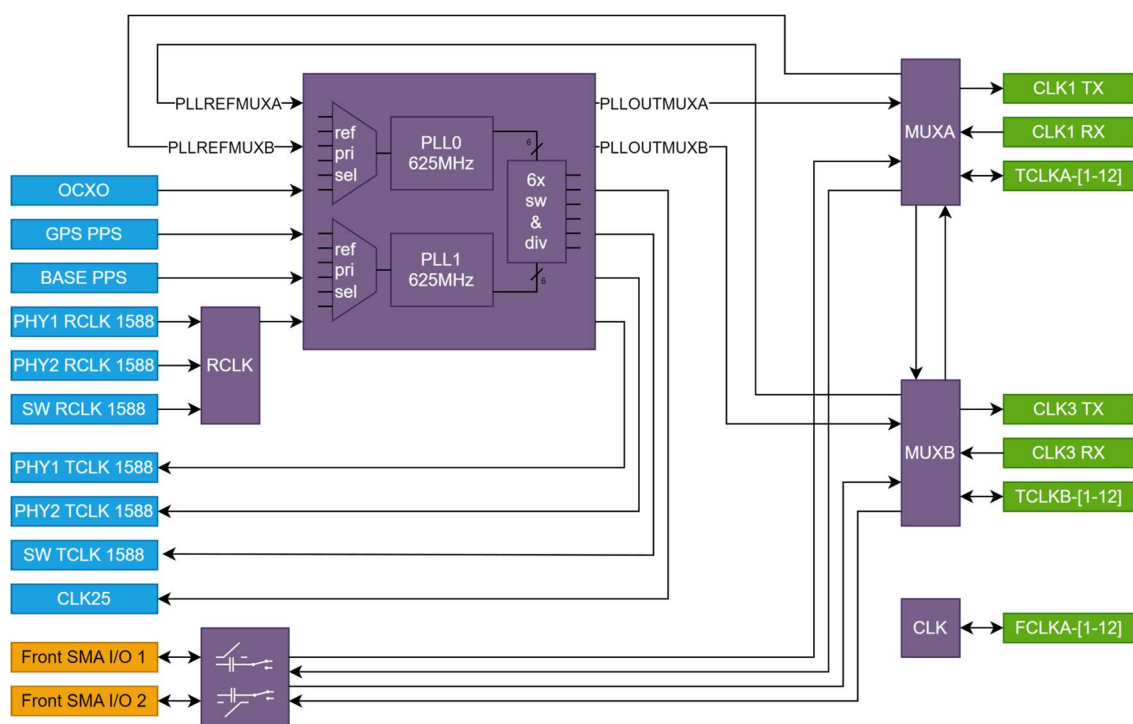 CLK1 TX
PLLREFMUXA
PLLOUTMUXA
CLK1 RX
MUXA
ref
pri
sel
PLL0
625MHz
6
PLLREFMUXB
PLLOUTMUXB
TCLKA-[1-12]
OCXO
6x
sw
&
div
GPS PPS
ref
pri
sel
PLL1
625MHz
6
BASE PPS
PHY1 RCLK 1588
PHY2 RCLK 1588
RCLK
SW RCLK 1588
CLK3 TX
MUXB
CLK3 RX
PHY1 TCLK 1588
TCLKB-[1-12]
PHY2 TCLK 1588
SW TCLK 1588
CLK25
CLK
FCLKA-[1-12]
Front SMA I/O 1
Front SMA I/O 2